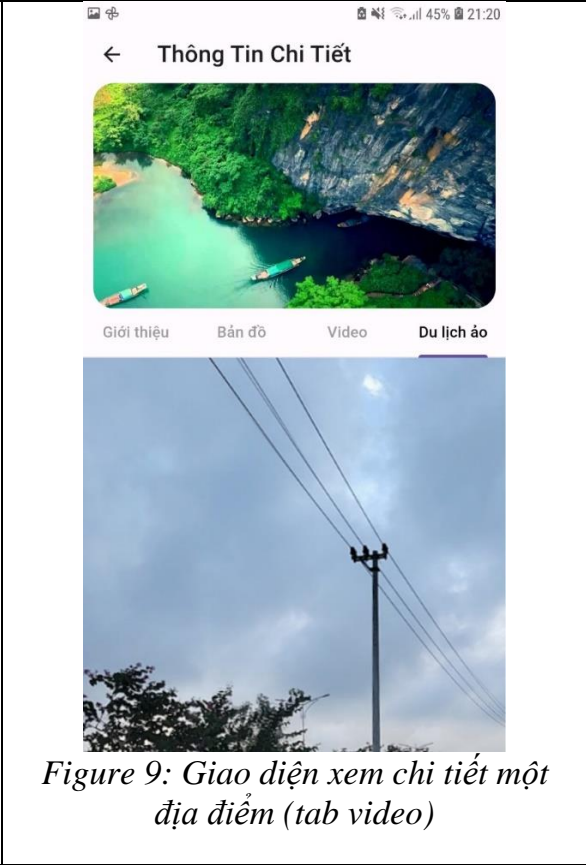 45% 21:20
Thông Tin Chi Tiết
Giới thiệu Bản đồ Video Du lịch ảo
Figure 9: Giao diện xem chi tiết một
địa điểm (tab video)